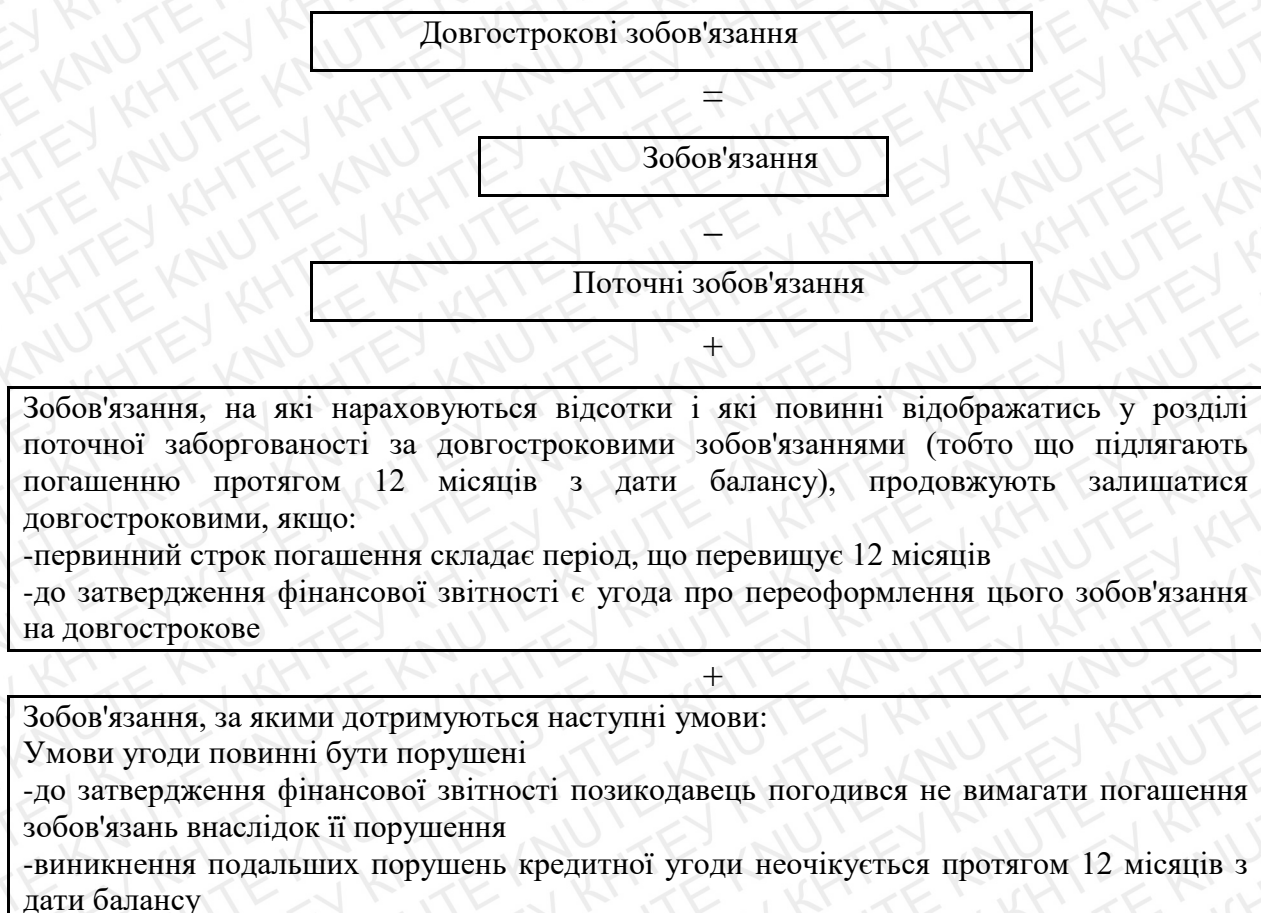 Довгострокові зобов'язання
=
Зобов'язання
–
Поточні зобов'язання
+
Зобов'язання, на які нараховуються відсотки і які повинні відображатись у розділі
поточної заборгованості за довгостроковими зобов'язаннями (тобто що підлягають
погашенню протягом 12 місяців з дати балансу), продовжують залишатися
довгостроковими, якщо:
-первинний строк погашення складає період, що перевищує 12 місяців
-до затвердження фінансової звітності є угода про переоформлення цього зобов'язання
на довгострокове
+
Зобов'язання, за якими дотримуються наступні умови:
Умови угоди повинні бути порушені
-до затвердження фінансової звітності позикодавець погодився не вимагати погашення
зобов'язань внаслідок її порушення
-виникнення подальших порушень кредитної угоди неочікується протягом 12 місяців з
дати балансу